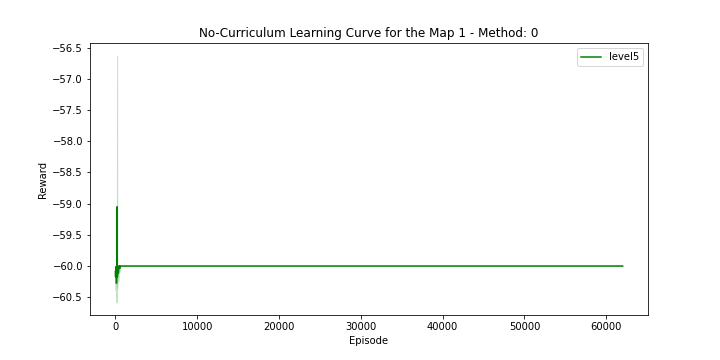 No-Curriculum Learning Curve for the Map 1 - Method: 0
level5
−56.5
−57.0
−57.5
−58.0
−58.5
−59.0
−59.5
−60.0
−60.5
Reward
0 10000 20000 30000 40000 50000 60000
Episode